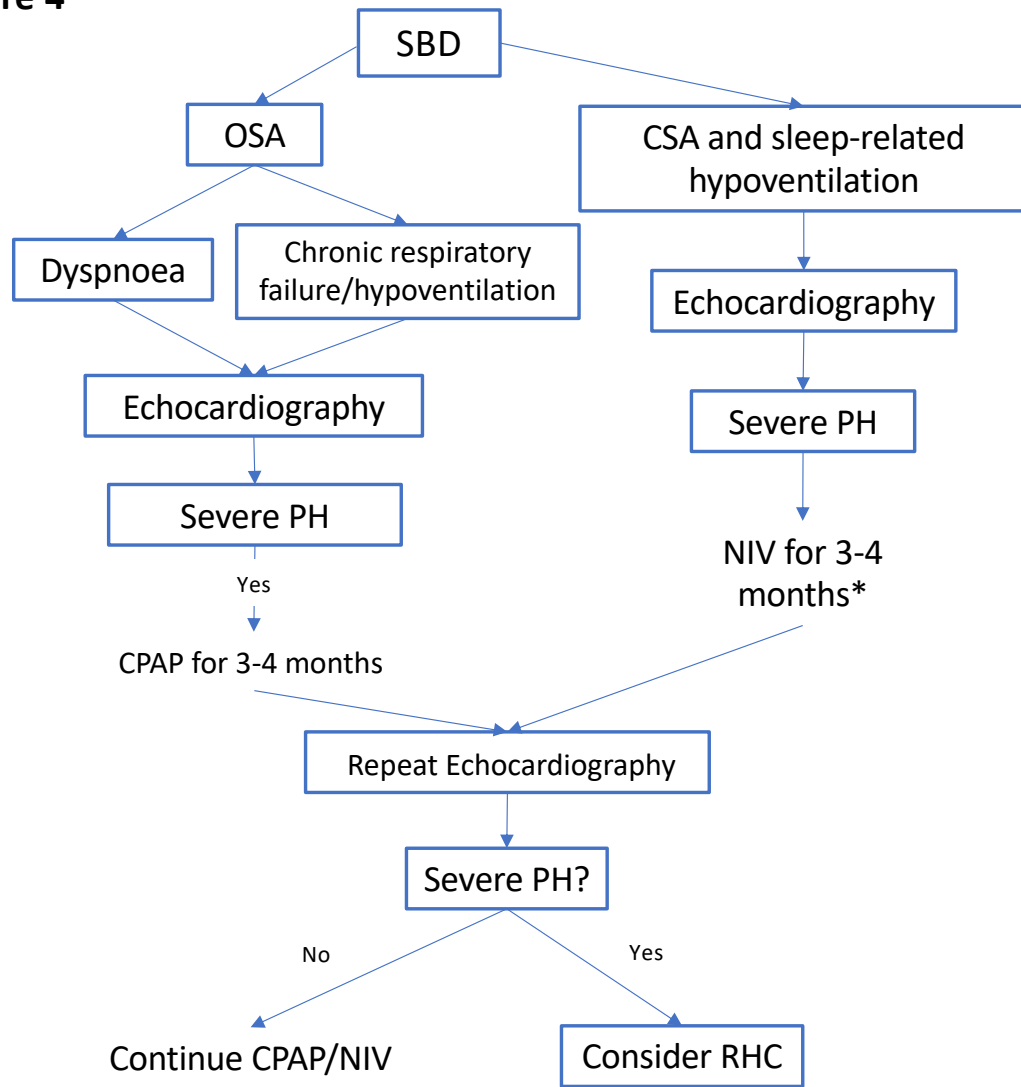 re 4
SBD
OSA
CSA and sleep-related
hypoventilation
Dyspnoea
Chronic respiratory
failure/hypoventilation
Echocardiography
Echocardiography
Severe PH
Severe PH
Yes
NIV for 3-4
months*
CPAP for 3-4 months
Repeat Echocardiography
Severe PH?
No
Yes
Continue CPAP/NIV
Consider RHC